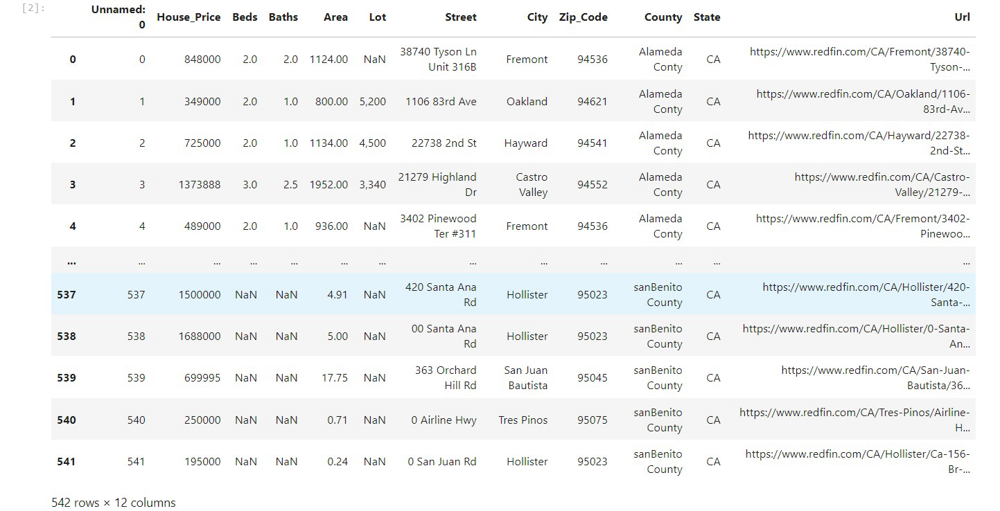 [2]:
Unnamed: 0 House_Price Beds Baths Area Lot Street City Zip_Code County State Url
0 0 848000 2.0 2.0 1124.00 NaN 38740 Tyson Ln Unit 316B Fremont 94536 Alameda Conty CA https://www.redfin.com/CA/Fremont/38740-Tyson-...
1 1 349000 2.0 1.0 800.00 5,200 1106 83rd Ave Oakland 94621 Alameda Conty CA https://www.redfin.com/CA/Oakland/1106-83rd-Av...
2 2 725000 2.0 1.0 1134.00 4,500 22738 2nd St Hayward 94541 Alameda Conty CA https://www.redfin.com/CA/Hayward/22738-2nd-St...
3 3 1373888 3.0 2.5 1952.00 3,340 21279 Highland Dr Castro Valley 94552 Alameda Conty CA https://www.redfin.com/CA/Castro-Valley/21279-...
4 4 489000 2.0 1.0 936.00 NaN 3402 Pinewood Ter #311 Fremont 94536 Alameda Conty CA https://www.redfin.com/CA/Fremont/3402-Pinewoo...
... ... ... ... ... ... ... ... ... ... ... ... ...
537 537 1500000 NaN NaN 4.91 NaN 420 Santa Ana Rd Hollister 95023 sanBenito County CA https://www.redfin.com/CA/Hollister/420-Santa-...
538 538 1688000 NaN NaN 5.00 NaN 00 Santa Ana Rd Hollister 95023 sanBenito County CA https://www.redfin.com/CA/Hollister/0-Santa-An...
539 539 699995 NaN NaN 17.75 NaN 363 Orchard Hill Rd San Juan Bautista 95045 sanBenito County CA https://www.redfin.com/CA/San-Juan-Bautista/36...
540 540 250000 NaN NaN 0.71 NaN 0 Airline Hwy Tres Pinos 95075 sanBenito County CA https://www.redfin.com/CA/Tres-Pinos/Airline-H...
541 541 195000 NaN NaN 0.24 NaN 0 San Juan Rd Hollister 95023 sanBenito County CA https://www.redfin.com/CA/Hollister/Ca-156-Br-...
542 rows × 12 columns